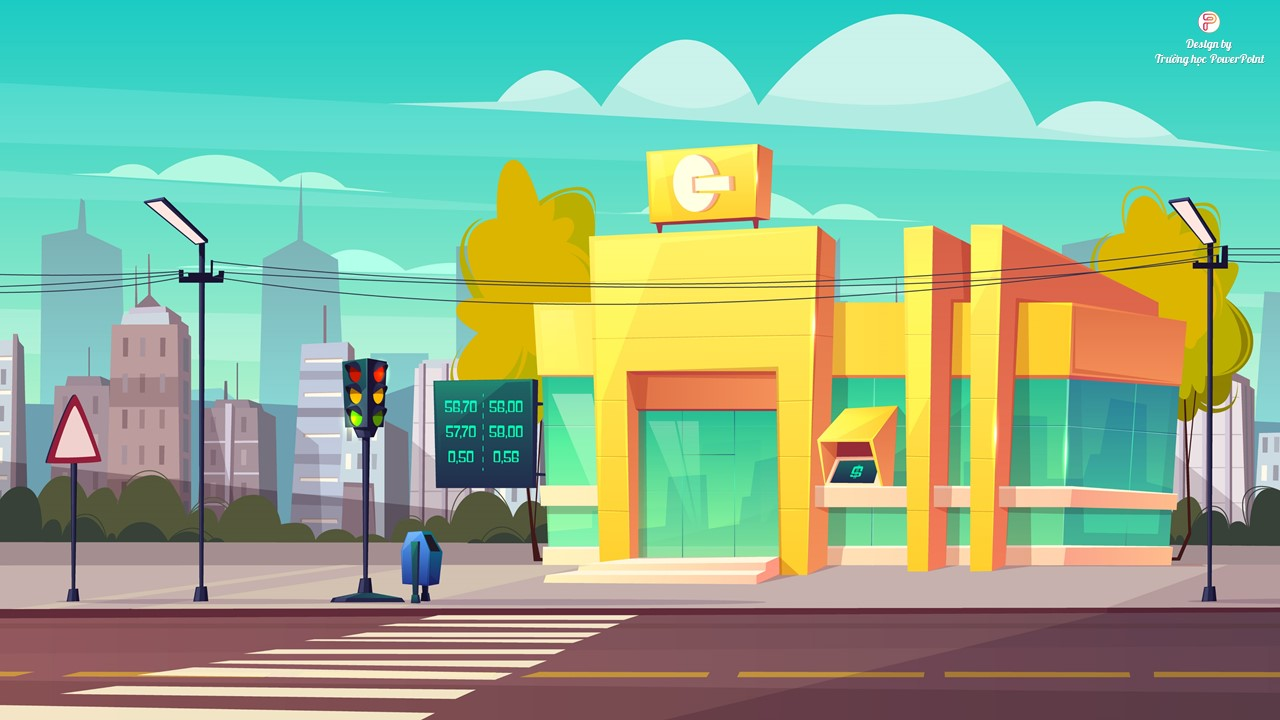 Design by
Trường học PowerPoint
56,70 56,00
57,70 58,00
0,50 0,56
$